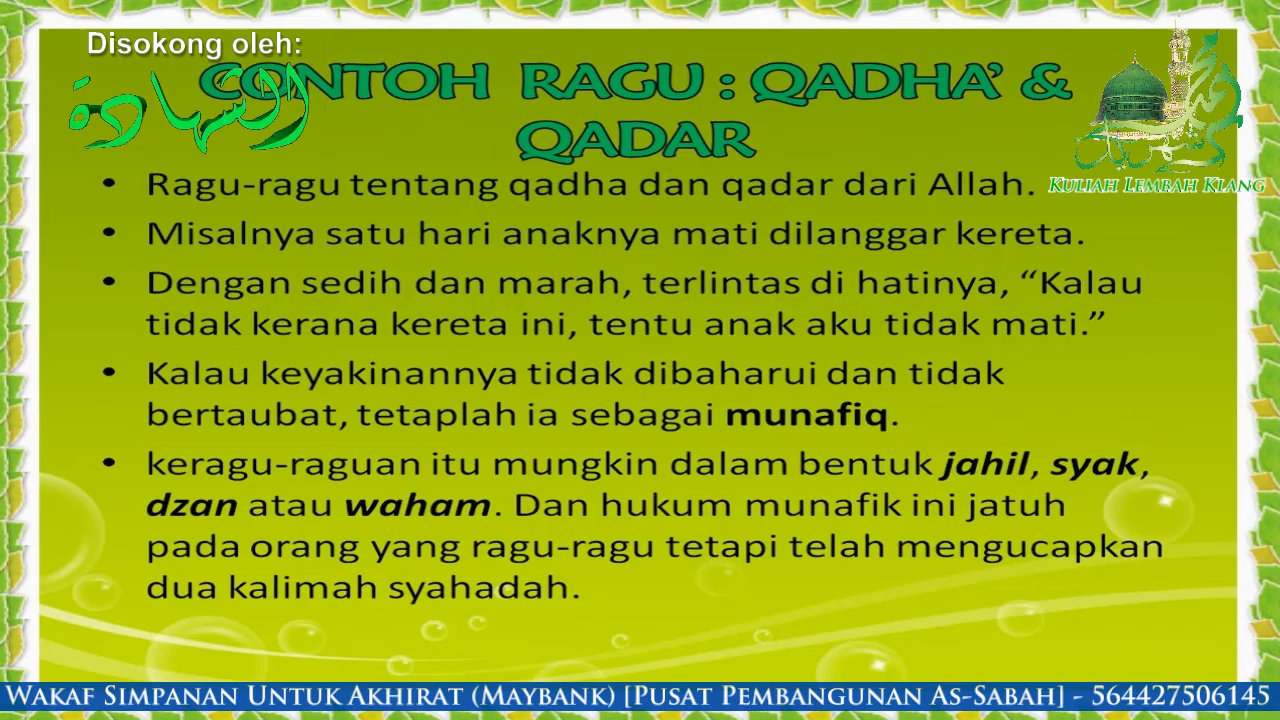 Disokong oleh:
الشهادة
CONTOH RAGU : QADHA' &
QADAR
KULIAH LEMBAH KLANG
• Ragu-ragu tentang qadha dan qadar dari Allah.
• Misalnya satu hari anaknya mati dilanggar kereta.
• Dengan sedih dan marah, terlintas di hatinya, “Kalau
tidak kerana kereta ini, tentu anak aku tidak mati.”
• Kalau keyakinannya tidak dibaharui dan tidak
bertaubat, tetaplah ia sebagai munafiq.
• keragu-raguan itu mungkin dalam bentuk jahil, syak,
dzan atau waham. Dan hukum munafik ini jatuh
pada orang yang ragu-ragu tetapi telah mengucapkan
dua kalimah syahadah.
WAKAF SIMPANAN UNTUK AKHIRAT (MAYBANK) [PUSAT PEMBANGUNAN AS-SABAH] - 564427506145